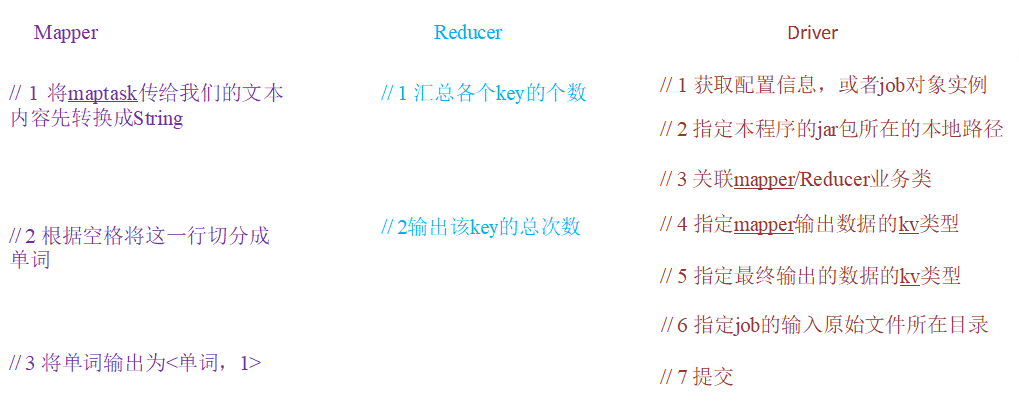 Mapper
// 1 将maptask传给我们的文本
内容先转换成String
// 2 根据空格将这一行切分成
单词
// 3 将单词输出为<单词，1>
Reducer
// 1 汇总各个key的个数
// 2输出该key的总次数
Driver
// 1 获取配置信息，或者job对象实例
// 2 指定本程序的jar包所在的本地路径
// 3 关联mapper/Reducer业务类
// 4 指定mapper输出数据的kv类型
// 5 指定最终输出的数据的kv类型
// 6 指定job的输入原始文件所在目录
// 7 提交